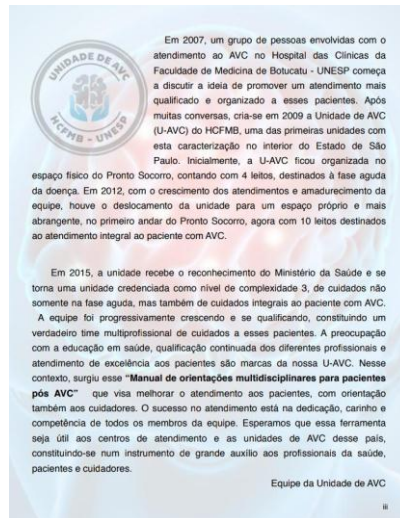 UNIDADE DE AVC
HCFMB - UNESP
Em 2007, um grupo de pessoas envolvidas com o
atendimento ao AVC no Hospital das Clínicas da
Faculdade de Medicina de Botucatu - UNESP começa
a discutir a ideia de promover um atendimento mais
qualificado e organizado a esses pacientes. Após
muitas conversas, cria-se em 2009 a Unidade de AVC
(U-AVC) do HCFMB, uma das primeiras unidades com
esta caracterização no interior do Estado de São
Paulo. Inicialmente, a U-AVC ficou organizada no
espaço físico do Pronto Socorro, contando com 4 leitos, destinados à fase aguda
da doença. Em 2012, com o crescimento dos atendimentos e amadurecimento da
equipe, houve o deslocamento da unidade para um espaço próprio e mais
abrangente, no primeiro andar do Pronto Socorro, agora com 10 leitos destinados
ao atendimento integral ao paciente com AVC.
Em 2015, a unidade recebe o reconhecimento do Ministério da Saúde e se
torna uma unidade credenciada como nível de complexidade 3, de cuidados não
somente na fase aguda, mas também de cuidados integrais ao paciente com AVC.
A equipe foi progressivamente crescendo e se qualificando, constituindo um
verdadeiro time multiprofissional de cuidados a esses pacientes. A preocupação
com a educação em saúde, qualificação continuada dos diferentes profissionais e
atendimento de excelência aos pacientes são marcas da nossa U-AVC. Nesse
contexto, surgiu esse "Manual de orientações multidisciplinares para pacientes
pós AVC" que visa melhorar o atendimento aos pacientes, com orientação
também aos cuidadores. O sucesso no atendimento está na dedicação, carinho e
competência de todos os membros da equipe. Esperamos que essa ferramenta
seja útil aos centros de atendimento e as unidades de AVC desse país,
constituindo-se num instrumento de grande auxílio aos profissionais da saúde,
pacientes e cuidadores.
Equipe da Unidade de AVC
iii